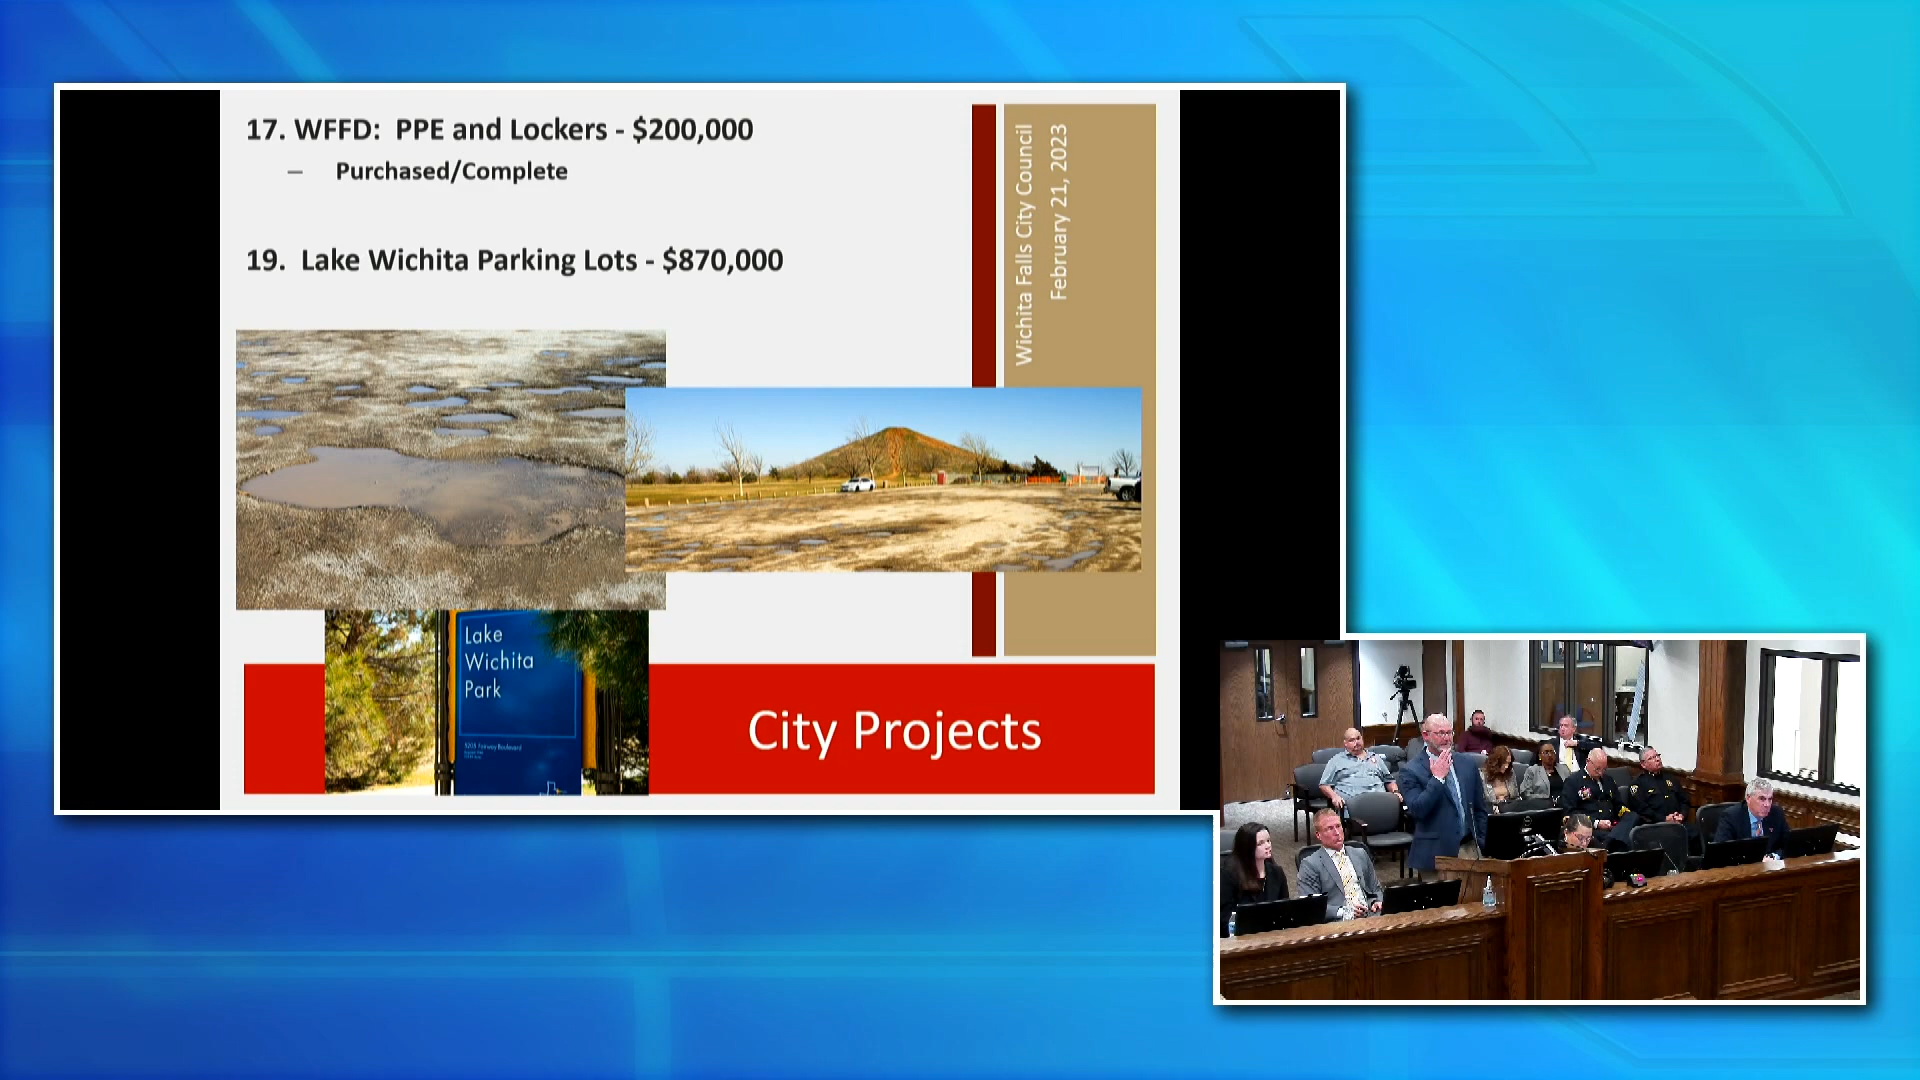 17. WFFD: PPE and Lockers - $200,000
– Purchased/Complete
19. Lake Wichita Parking Lots - $870,000
Wichita Falls City Council
February 21, 2023
Lake
Wichita
Park
City Projects